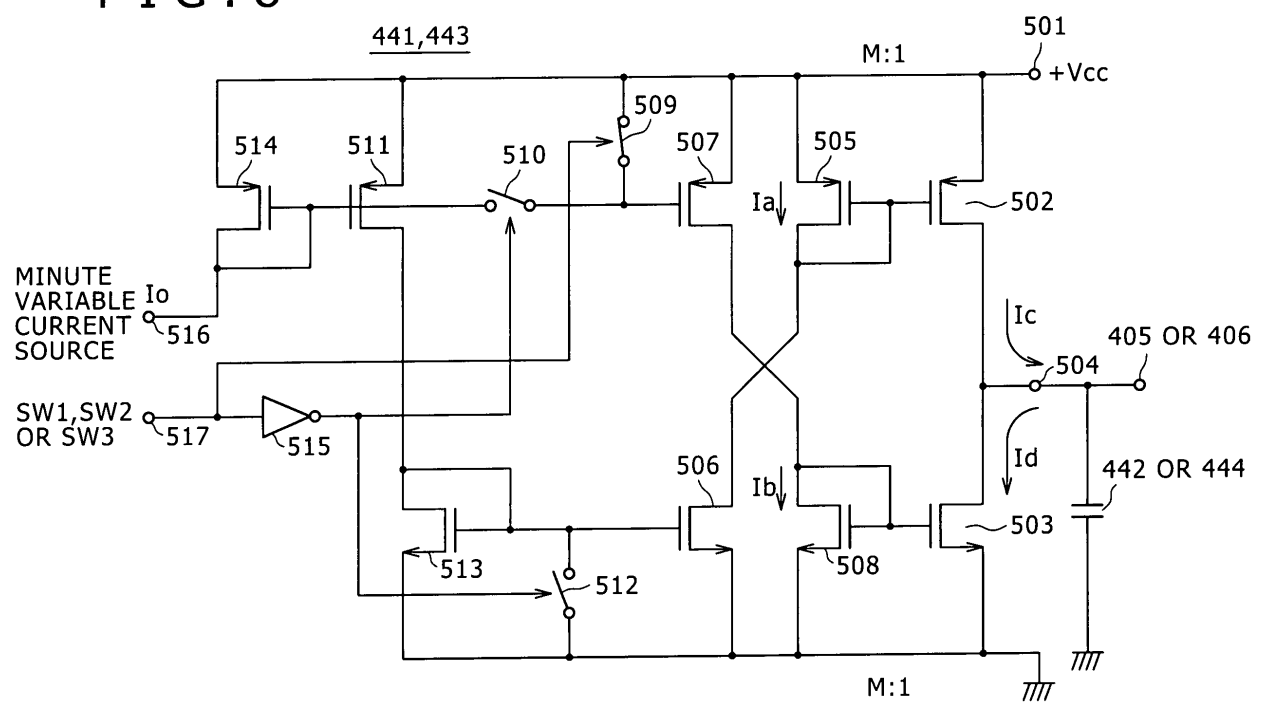 FIG. 6
441,443
M:1
501
+Vcc
509
514
511
510
507
505
Ia
502
MINUTE
VARIABLE Io
CURRENT
SOURCE
516
Ic
405 OR 406
504
SW1,SW2
OR SW3
517
515
506
Ib
Id
442 OR 444
503
513
512
508
M:1